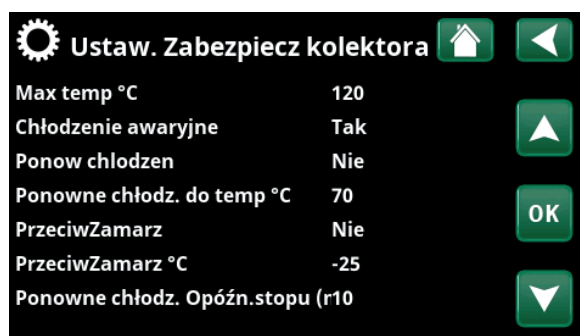 Ustaw. Zabezpiecz kolektora
Max temp °C 120
Chłodzenie awaryjne Tak
Ponow chlodzen Nie
Ponowne chłodz. do temp °C 70
PrzeciwZamarz Nie
PrzeciwZamarz °C -25
Ponowne chłodz. Opóźn.stopu (r10
OK